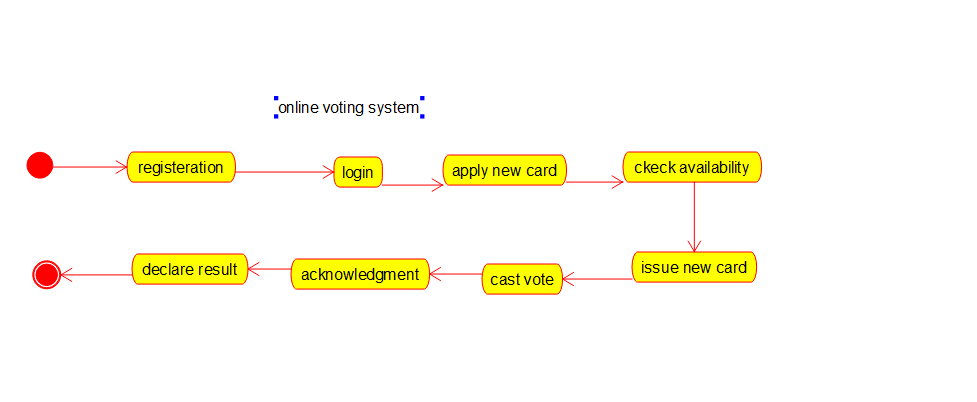 online voting system
registeration
login
apply new card
ckeck availability
issue new card
cast vote
acknowledgment
declare result